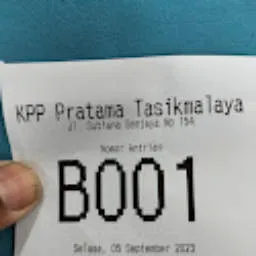 KPP Pratama Tasikmalaya
Jl. Sutisna Senjaya No 154
Nomor Antrian
B001
Selasa, 05 September 2023